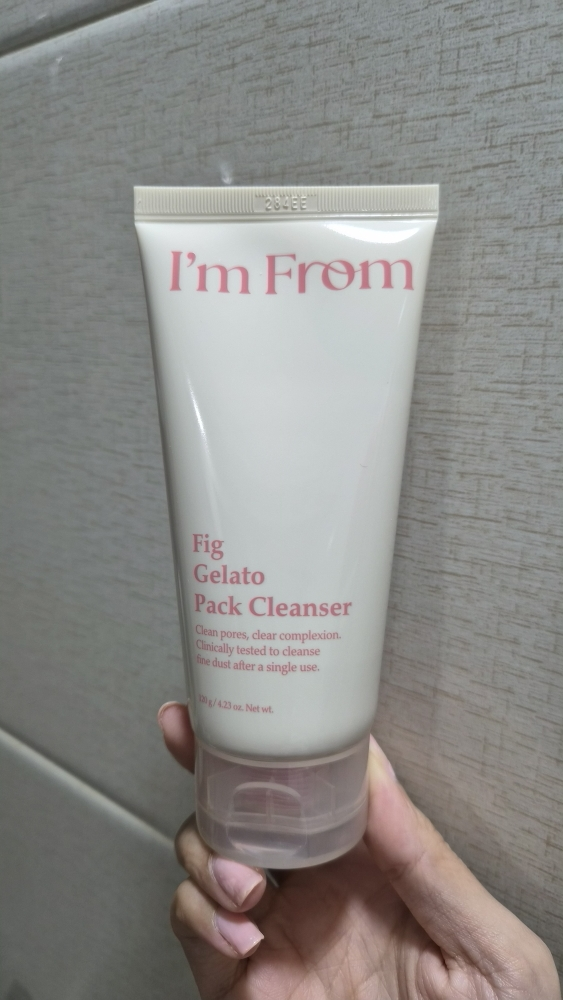 I'm From
Fig
Gelato
Pack Cleanser
Clean pores, clear complexion.
Clinically tested to cleanse
fine dust after a single use.
120 g / 4.23 oz. Net wt.